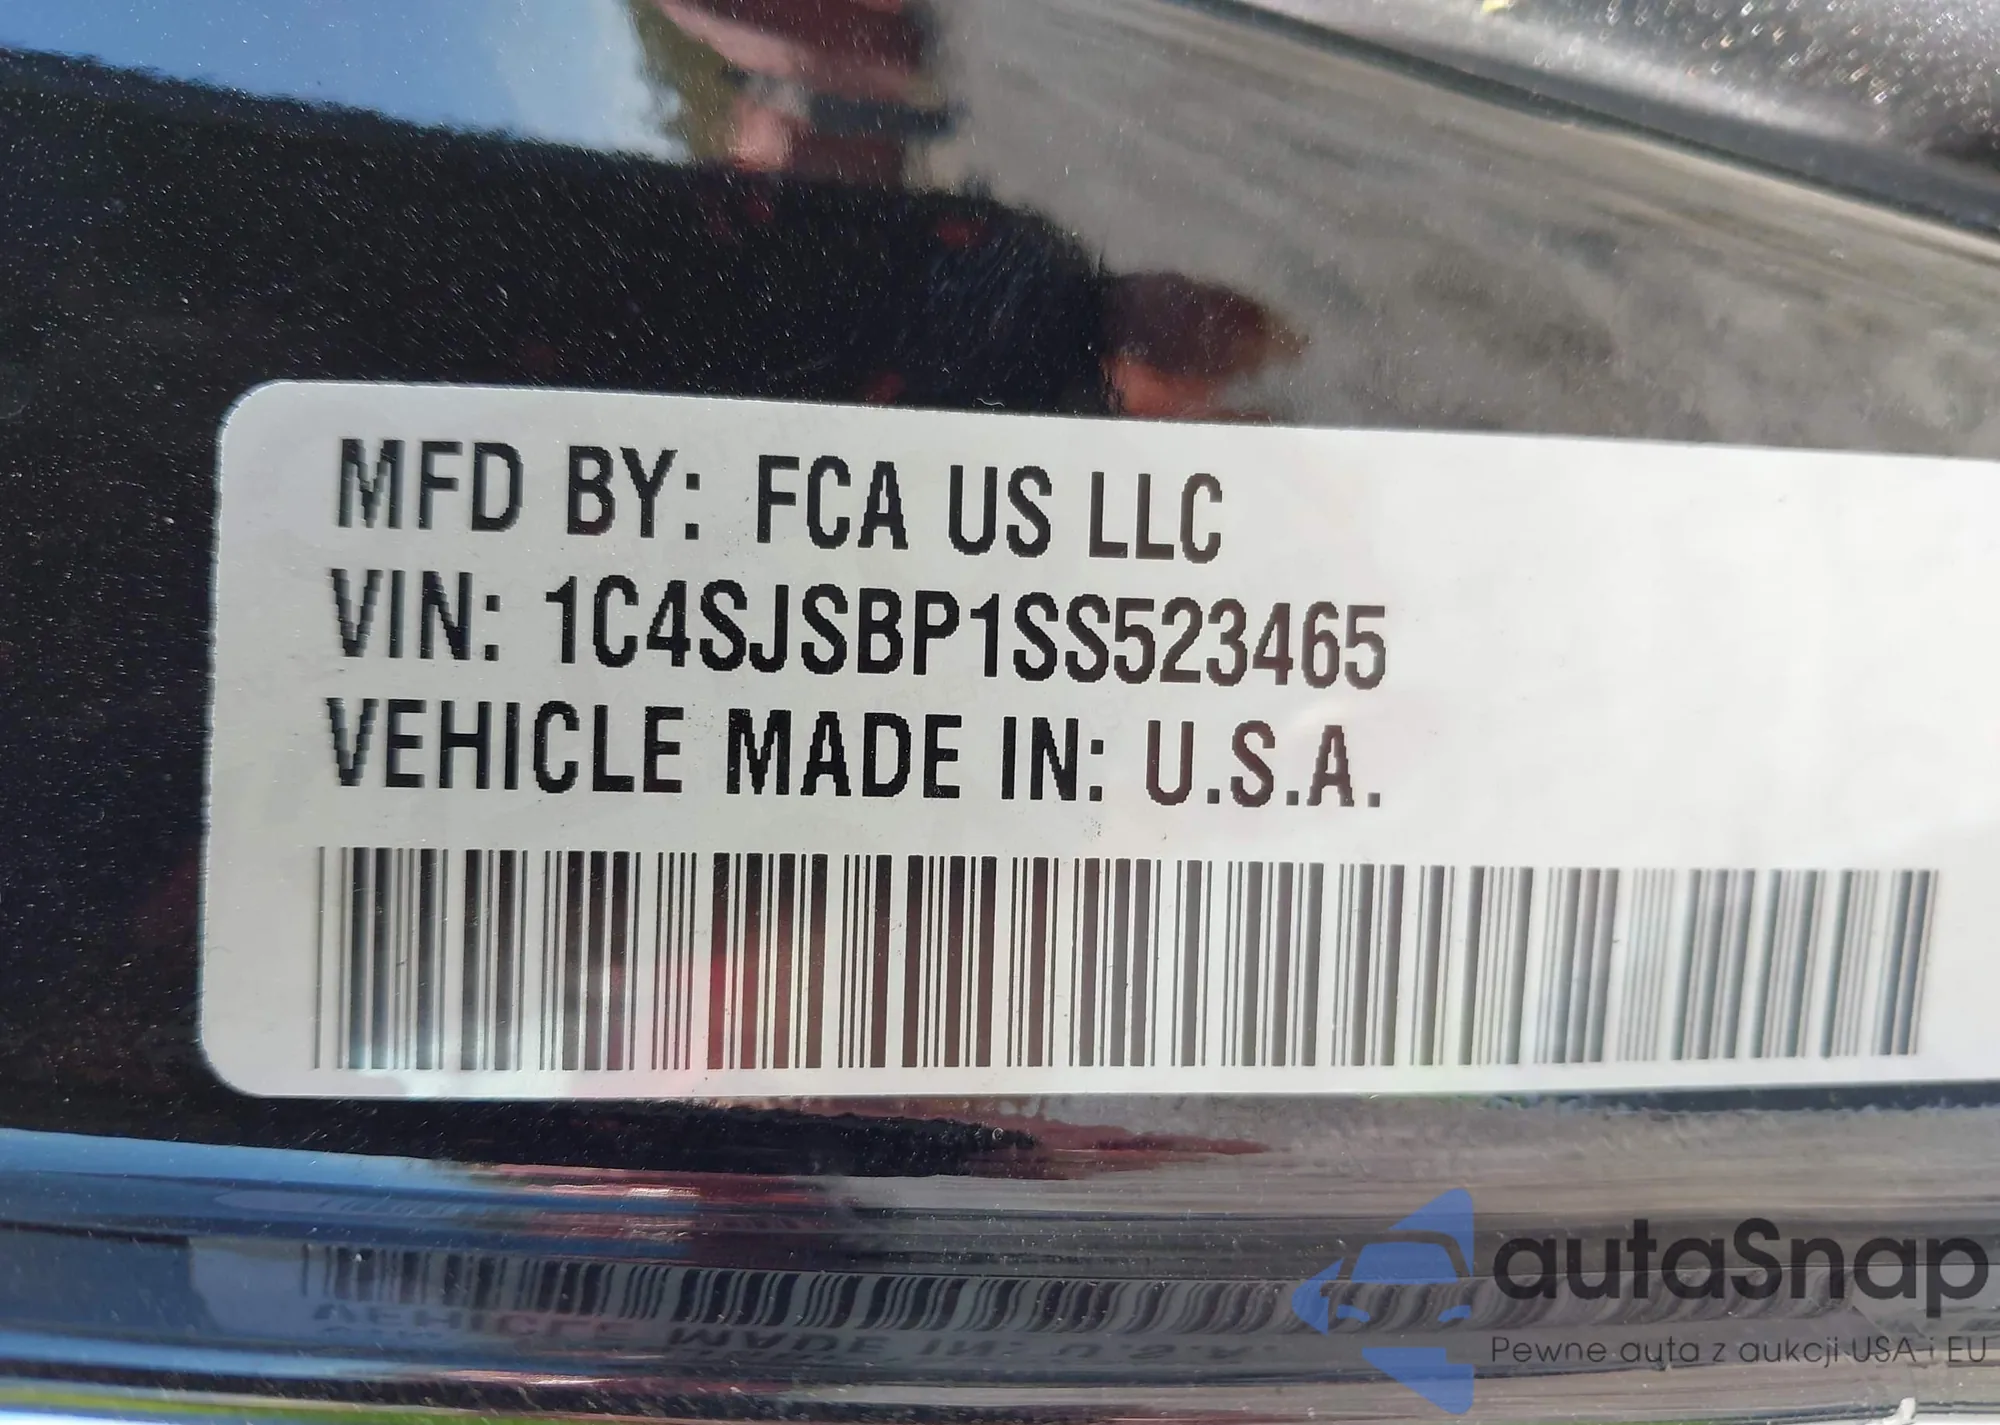 MFD BY: FCA US LLC
VIN: 1C4SJSBP1SS523465
VEHICLE MADE IN: U.S.A.
autaSnap
Pewne auta z aukcji USA i EU